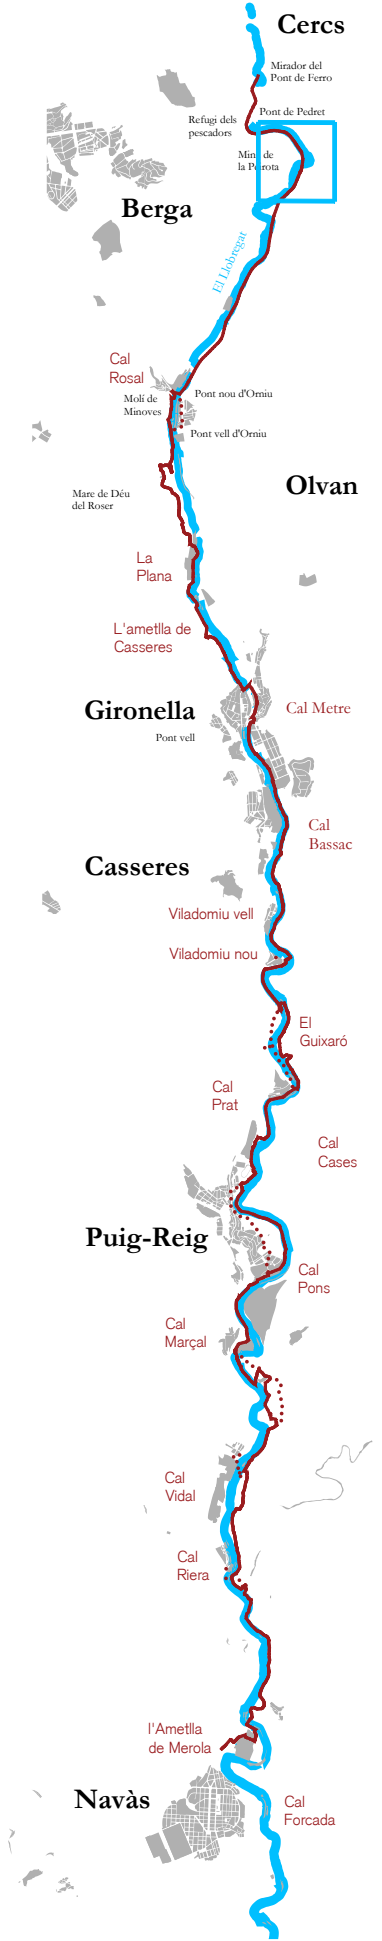 Cercs
Mirador del
Pont de Ferro
Pont de Pedret
Refugi dels
pescadors
Mina de
la Perota
Berga
El Llobregat
Cal
Rosal
Molí de
Minoves
Pont nou d'Orniu
Pont vell d'Orniu
Olvan
Mare de Déu
del Roser
La
Plana
L'ametlla de
Casseres
Gironella
Cal Metre
Pont vell
Cal
Bassac
Casseres
Viladomiu vell
Viladomiu nou
El
Guixaró
Cal
Prat
Cal
Cases
Puig-Reig
Cal
Pons
Cal
Marçal
Cal
Vidal
Cal
Riera
l'Ametlla
de Merola
Navàs
Cal
Forcada